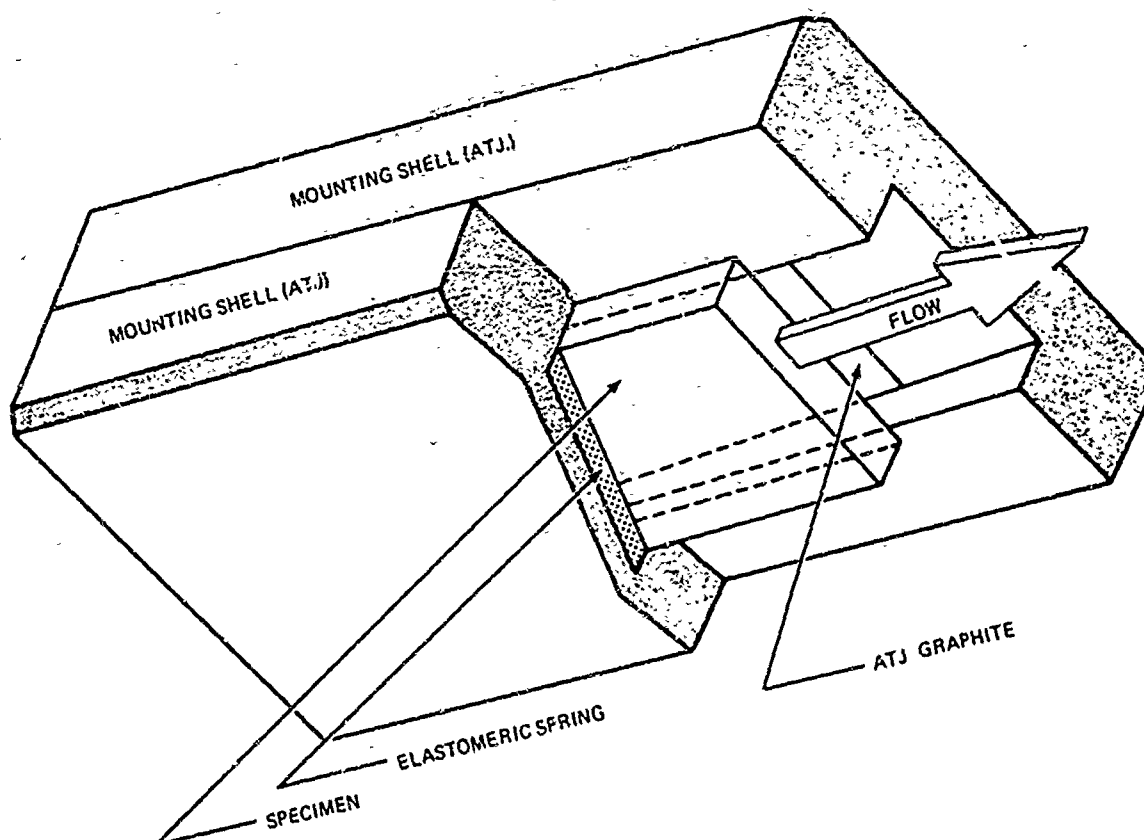 MOUNTING SHELL (ATJ)
MOUNTING SHELL (ATJ)
FLOW
ATJ GRAPHITE
ELASTOMERIC SPRING
SPECIMEN